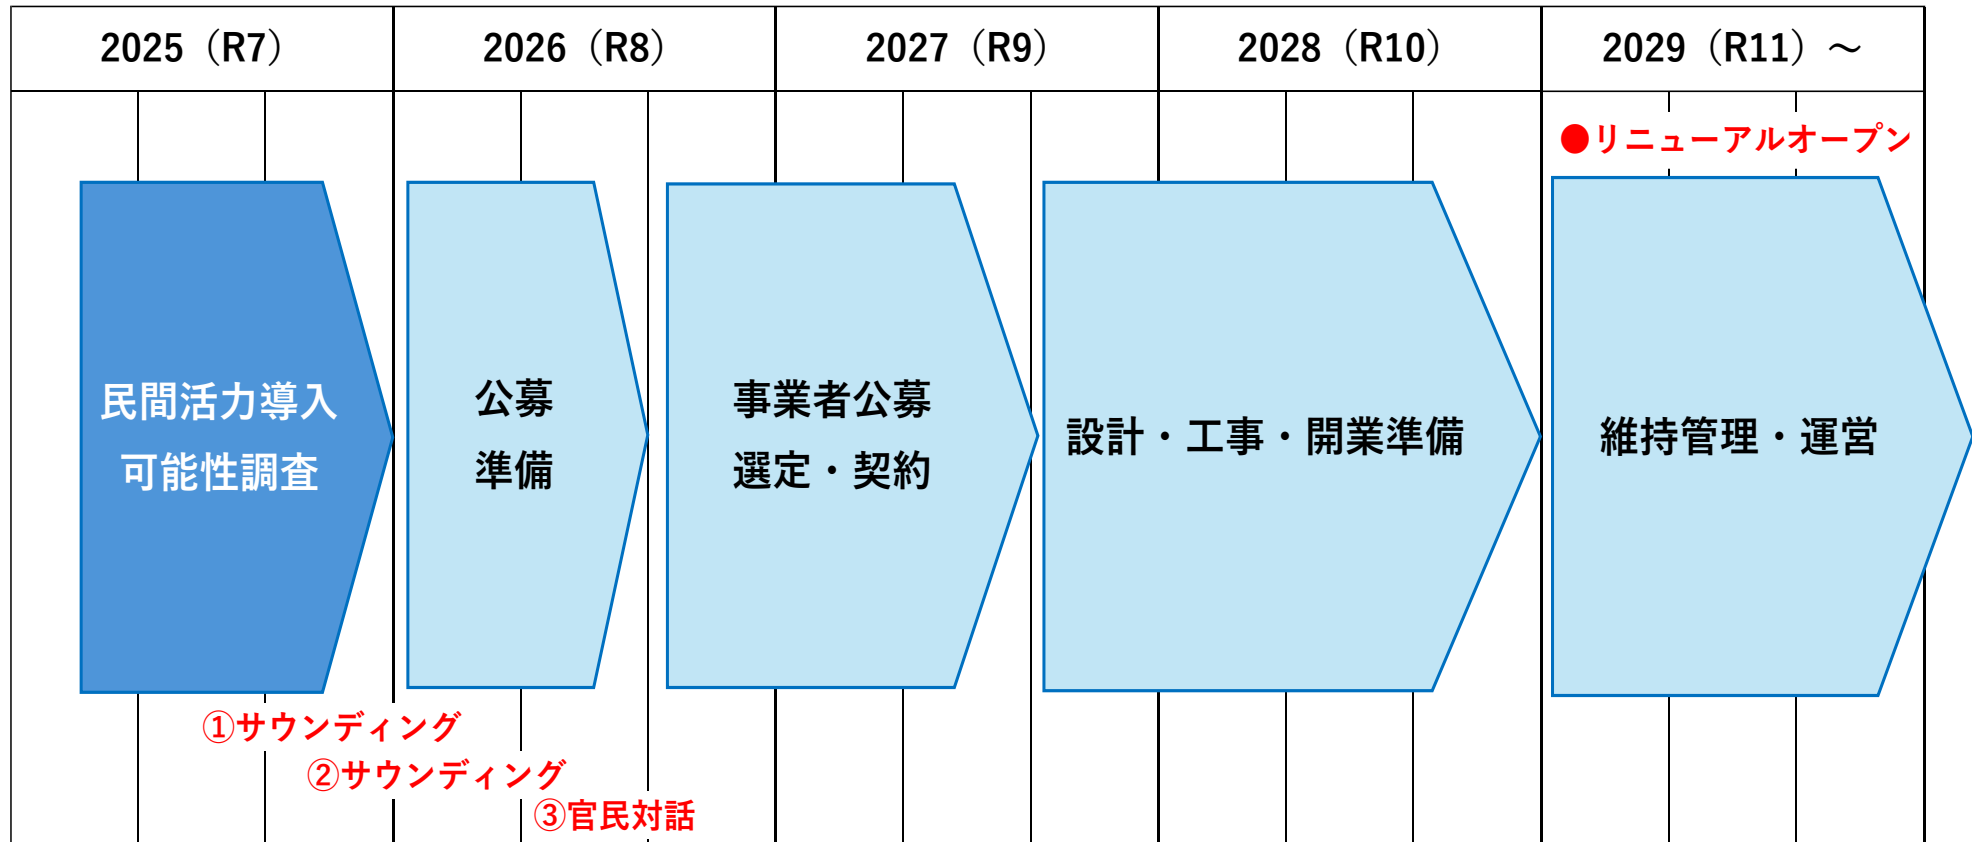 2025（R7）
2026（R8）
2027（R9）
2028（R10）
2029（R11）～
●リニューアルオープン
民間活力導入
可能性調査
公募
準備
事業者公募
選定・契約
設計・工事・開業準備
維持管理・運営
①サウンディング
②サウンディング
③官民対話